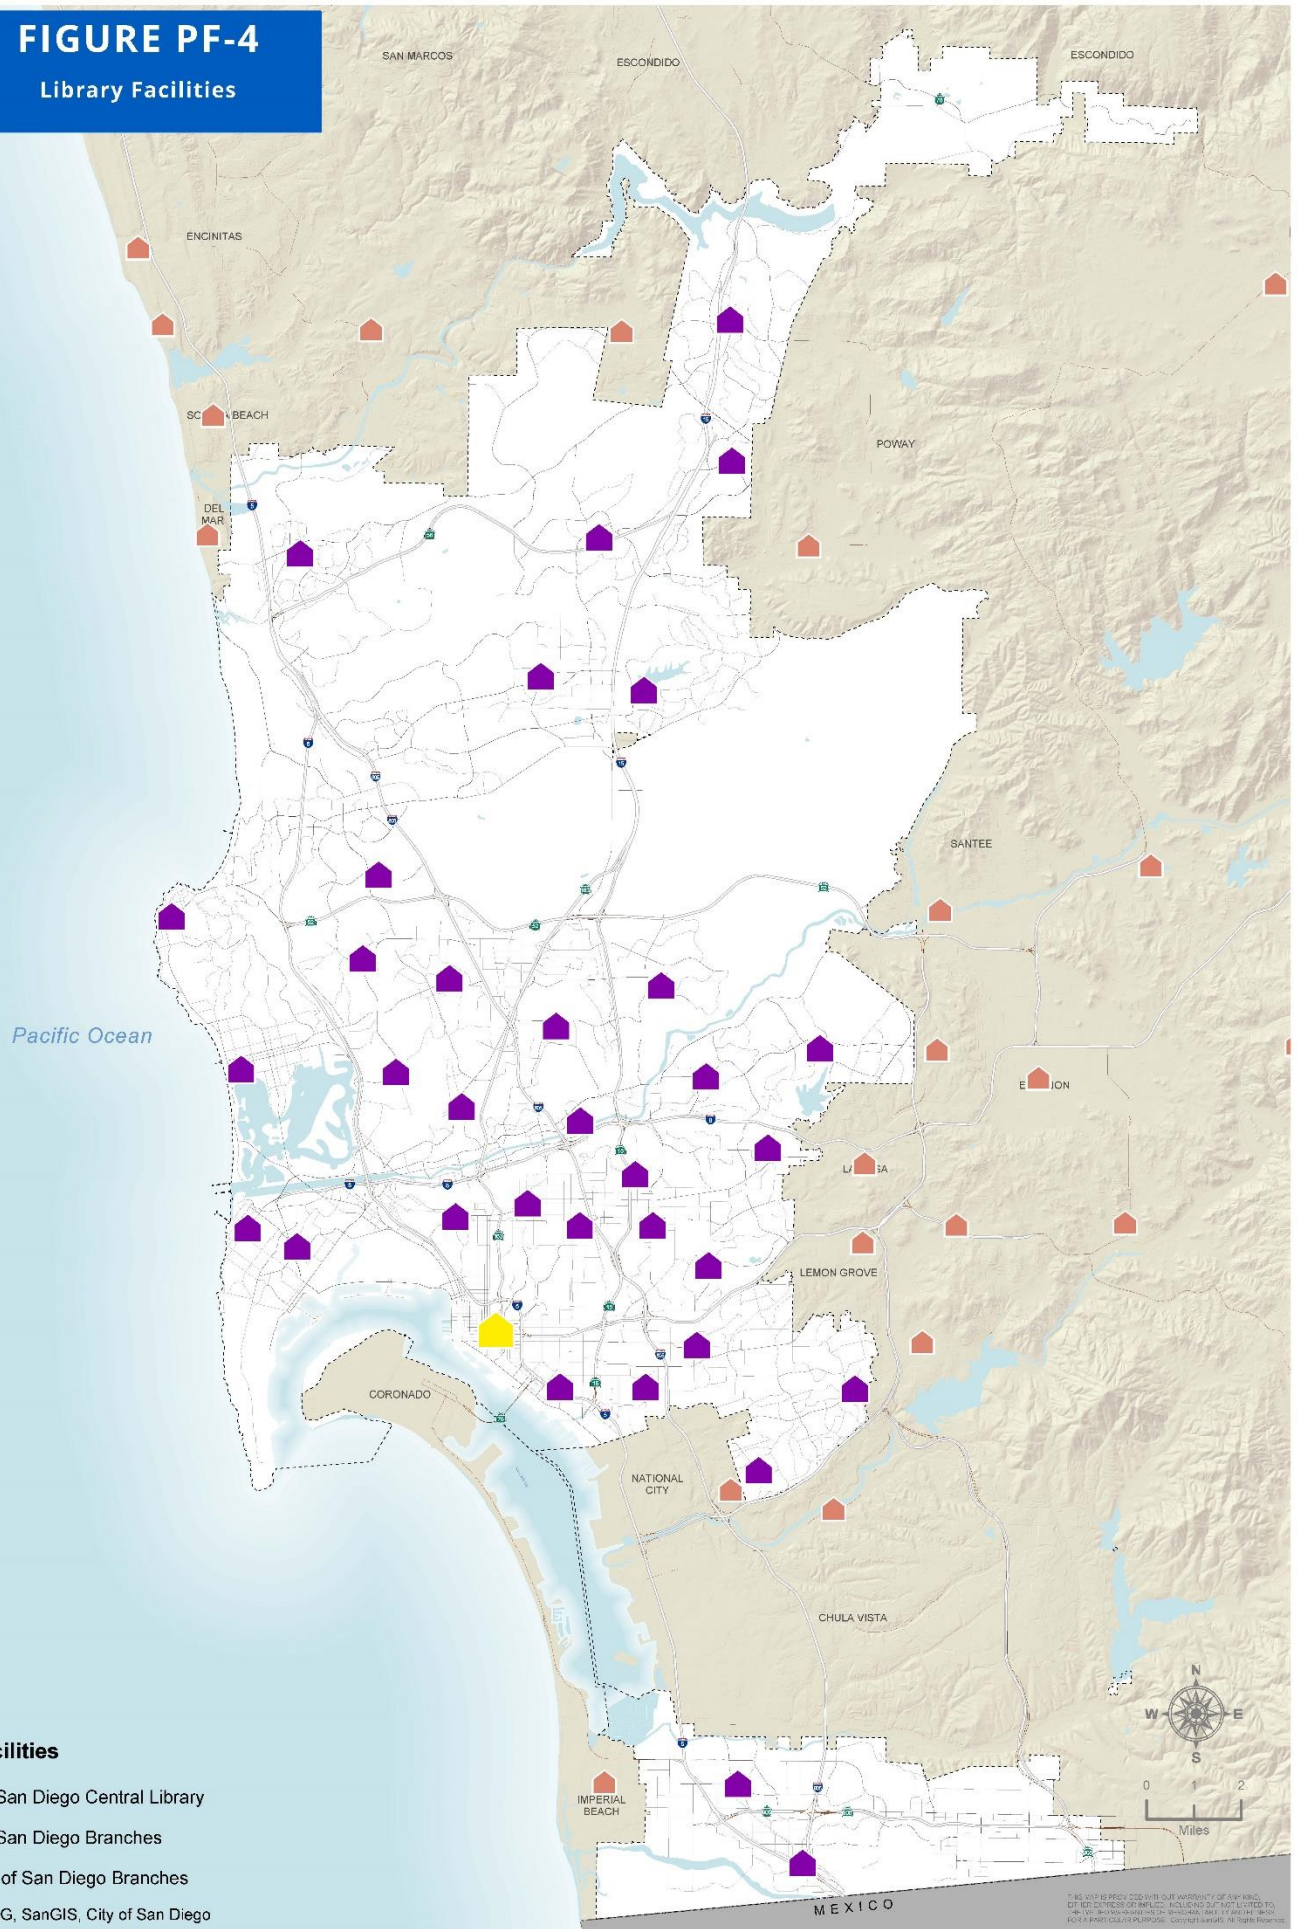 FIGURE PF-4
Library Facilities
SAN MARCOS
ESCONDIDO
ESCONDIDO
ENCINITAS
BEACH
POWAY
DEL
MAR
SANTEE
Pacific Ocean
LEMON GROVE
CORONADO
NATIONAL
CITY
CHULA VISTA
N
W E
S
0 1 2
Miles
IMPERIAL
BEACH
MEXICO
cilities
San Diego Central Library
San Diego Branches
of San Diego Branches
G, SanGIS, City of San Diego